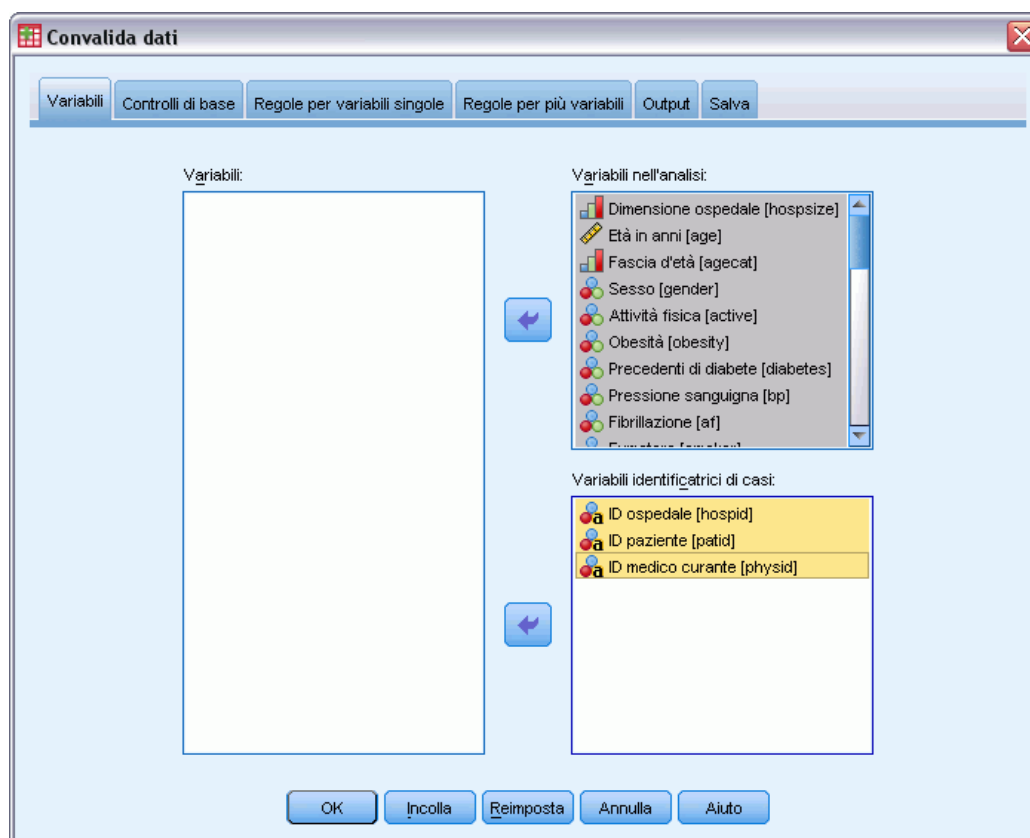 Convalida dati
Variabili
Controlli di base
Regole per variabili singole
Regole per più variabili
Output
Salva
Variabili:
Variabili nell'analisi:
Dimensione ospedale [hospsize]
Età in anni [age]
Fascia d'età [agecat]
Sesso [gender]
Attività fisica [active]
Obesità [obesity]
Precedenti di diabete [diabetes]
Pressione sanguigna [bp]
Fibrillazione [af]
Variabili identificatrici di casi:
ID ospedale [hospid]
ID paziente [patid]
ID medico curante [physid]
OK
Incolla
Reimposta
Annulla
Aiuto